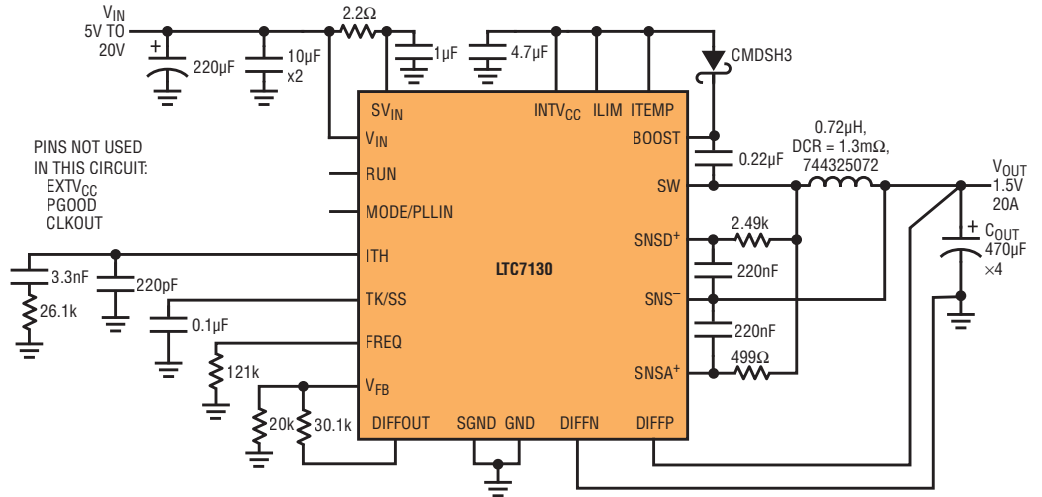 VIN
5V TO
20V
220µF
+
10µF
x2
2.2Ω
1µF
4.7µF
CMDSH3
SVIN
INTVCC
ILIM
ITEMP
VIN
BOOST
0.22µF
0.72µH,
DCR = 1.3mΩ,
744325072
VOUT
1.5V
20A
PINS NOT USED
IN THIS CIRCUIT:
EXTVCC
PGOOD
CLKOUT
RUN
SW
MODE/PLLIN
SNSD+
2.49k
+
COUT
470µF
×4
ITH
LTC7130
220nF
3.3nF
220pF
26.1k
TK/SS
SNS−
0.1µF
220nF
FREQ
499Ω
121k
SNSA+
VFB
20k
30.1k
DIFFOUT
SGND
GND
DIFFN
DIFFP